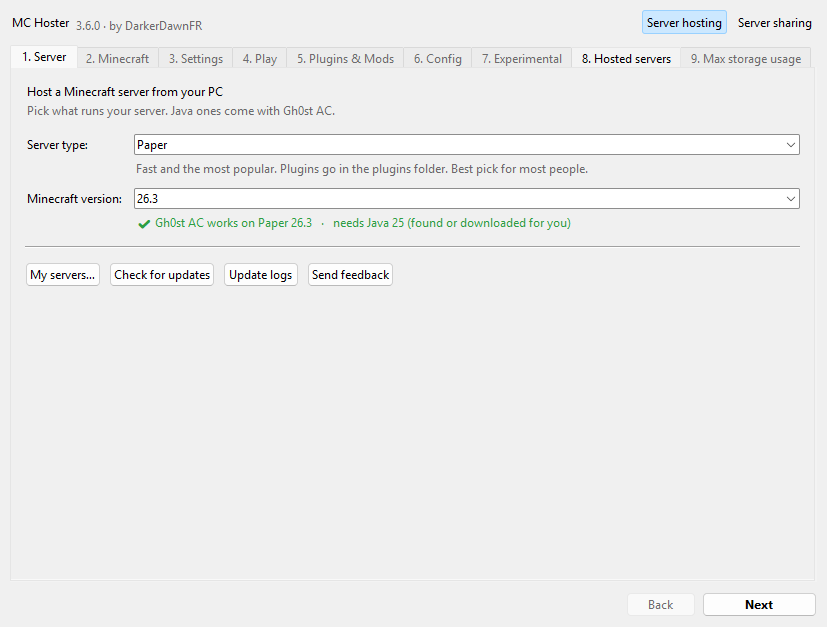 MC Hoster 3.6.0 · by DarkerDawnFR Server hosting Server sharing
1. Server 2. Minecraft 3. Settings 4. Play 5. Plugins & Mods 6. Config 7. Experimental 8. Hosted servers 9. Max storage usage
Host a Minecraft server from your PC
Pick what runs your server. Java ones come with Gh0st AC.
Server type: Paper
Fast and the most popular. Plugins go in the plugins folder. Best pick for most people.
Minecraft version: 26.3
Gh0st AC works on Paper 26.3 · needs Java 25 (found or downloaded for you)
My servers... Check for updates Update logs Send feedback
Back Next